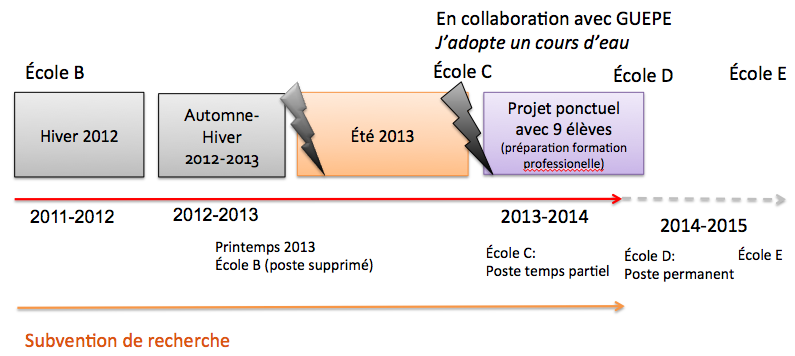 En collaboration avec GUEPE
J’adopte un cours d’eau
École B
École C
École D
École E
Hiver 2012
Automne-
Hiver
2012-2013
Été 2013
Projet ponctuel
avec 9 élèves
(préparation formation
professionelle)
2011-2012
2012-2013
2013-2014
2014-2015
Printemps 2013
École B (poste supprimé)
École C:
Poste temps partiel
École D:
Poste permanent
École E
Subvention de recherche